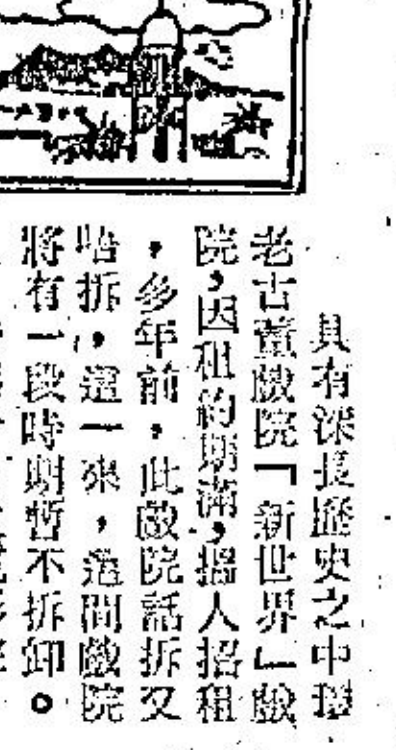 具有深長歷史之中環
老古董戲院「新世界」戲
院，因租約期滿，搵人招租
，多年前，此戲院話拆又
唔拆，這一來，這間戲院
將有一段時期暫不拆卸。